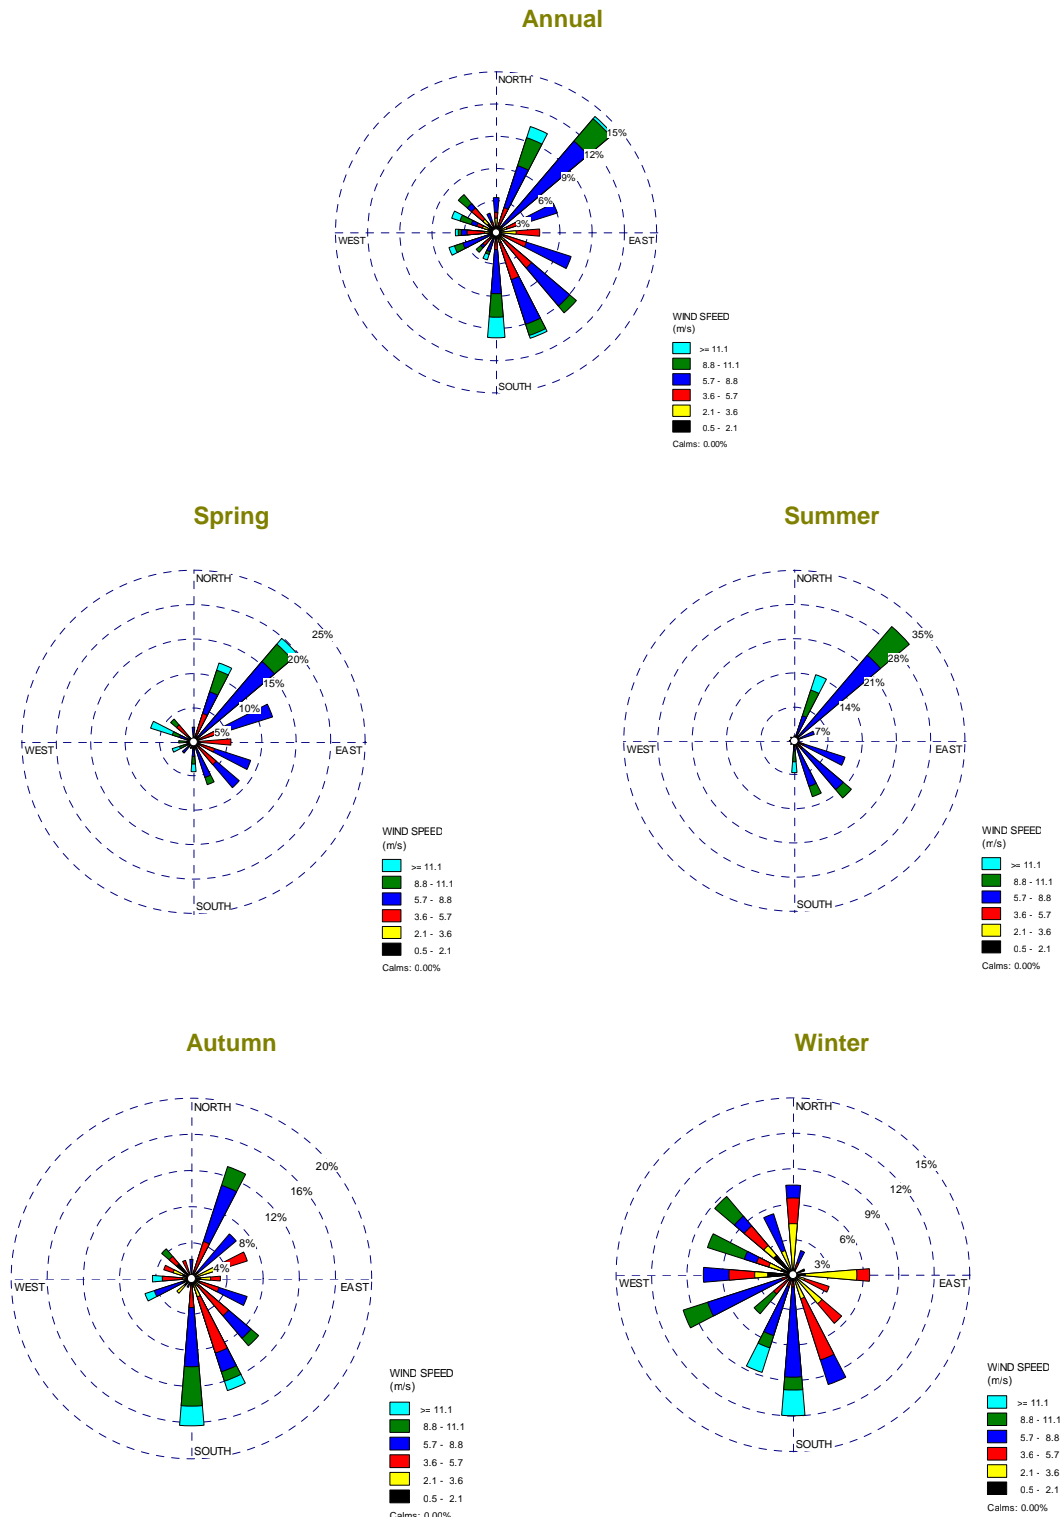 Annual
NORTH
15%
12%
9%
6%
3%
WEST
EAST
SOUTH
WIND SPEED
(m/s)
>= 11.1
8.8 - 11.1
5.7 - 8.8
3.6 - 5.7
2.1 - 3.6
0.5 - 2.1
Calms: 0.00%
Spring
NORTH
25%
20%
15%
10%
5%
WEST
EAST
SOUTH
WIND SPEED
(m/s)
>= 11.1
8.8 - 11.1
5.7 - 8.8
3.6 - 5.7
2.1 - 3.6
0.5 - 2.1
Calms: 0.00%
Summer
NORTH
35%
28%
21%
14%
7%
WEST
EAST
SOUTH
WIND SPEED
(m/s)
>= 11.1
8.8 - 11.1
5.7 - 8.8
3.6 - 5.7
2.1 - 3.6
0.5 - 2.1
Calms: 0.00%
Autumn
NORTH
20%
16%
12%
8%
4%
WEST
EAST
SOUTH
WIND SPEED
(m/s)
>= 11.1
8.8 - 11.1
5.7 - 8.8
3.6 - 5.7
2.1 - 3.6
0.5 - 2.1
Calms: 0.00%
Winter
NORTH
15%
12%
9%
6%
3%
WEST
EAST
SOUTH
WIND SPEED
(m/s)
>= 11.1
8.8 - 11.1
5.7 - 8.8
3.6 - 5.7
2.1 - 3.6
0.5 - 2.1
Calms: 0.00%